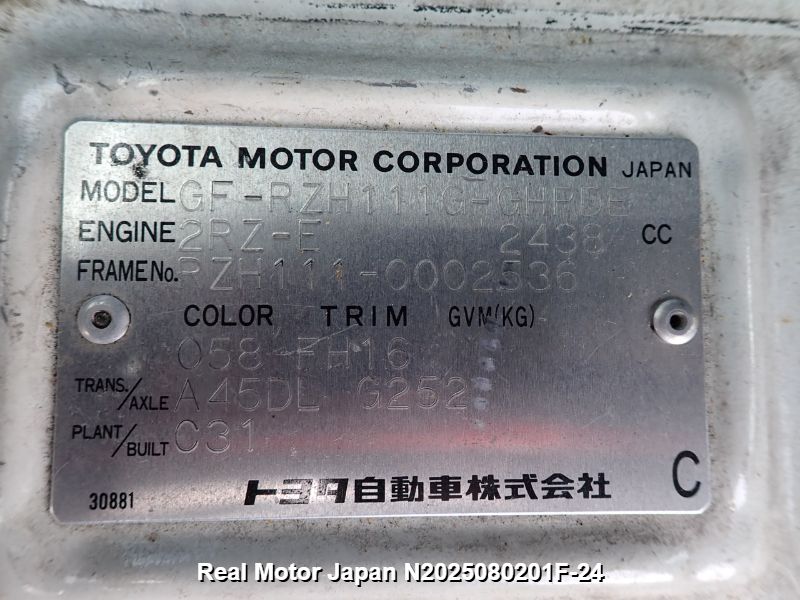 TOYOTA MOTOR CORPORATION JAPAN
MODEL GF-RZH111G-GHPDE
ENGINE 2RZ-E 2438 CC
FRAME No. RZH111-0002536
COLOR TRIM GVM(KG)
058 FH16
TRANS./AXLE A45DL G252
PLANT/BUILT C31
30881 トヨタ自動車株式会社 C
Real Motor Japan N2025080201F-24